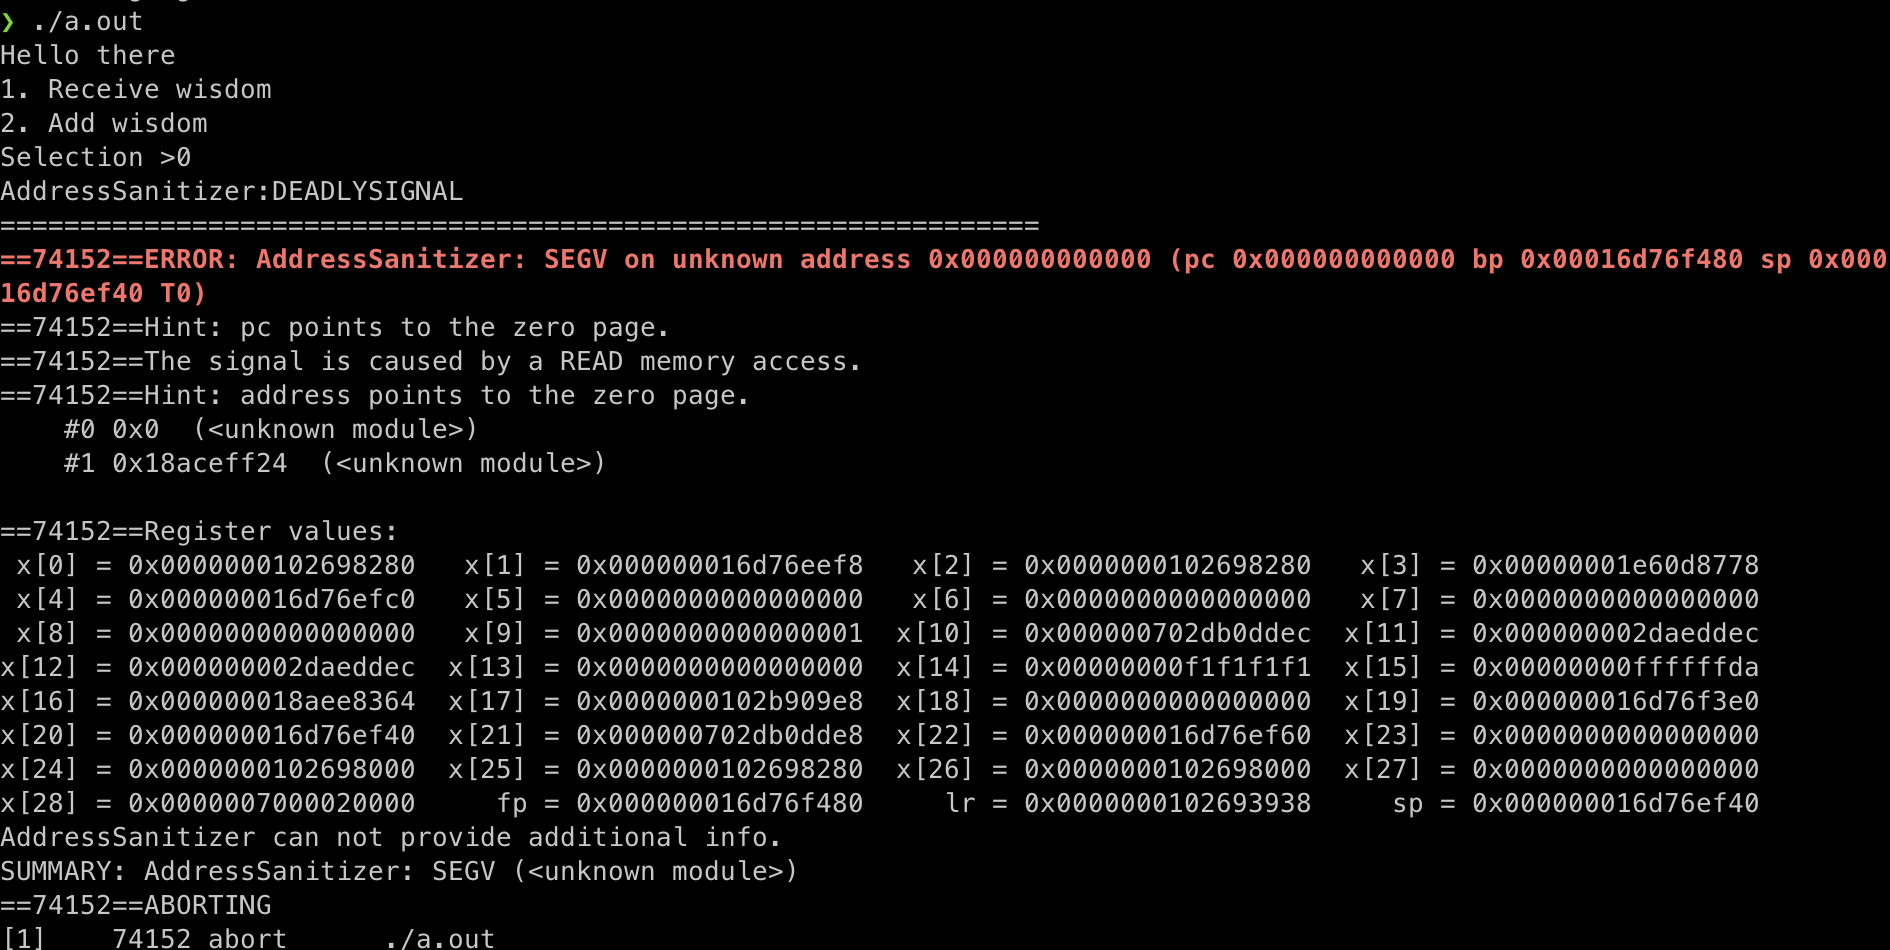 ❯ ./a.out
Hello there
1. Receive wisdom
2. Add wisdom
Selection >0
AddressSanitizer:DEADLYSIGNAL
=================================================================
==74152==ERROR: AddressSanitizer: SEGV on unknown address 0x000000000000 (pc 0x000000000000 bp 0x00016d76f480 sp 0x000
16d76ef40 T0)
==74152==Hint: pc points to the zero page.
==74152==The signal is caused by a READ memory access.
==74152==Hint: address points to the zero page.
    #0 0x0  (<unknown module>)
    #1 0x18aceff24  (<unknown module>)

==74152==Register values:
 x[0] = 0x0000000102698280   x[1] = 0x000000016d76eef8   x[2] = 0x0000000102698280   x[3] = 0x00000001e60d8778
 x[4] = 0x000000016d76efc0   x[5] = 0x0000000000000000   x[6] = 0x0000000000000000   x[7] = 0x0000000000000000
 x[8] = 0x0000000000000000   x[9] = 0x0000000000000001  x[10] = 0x000000702db0ddec  x[11] = 0x000000002daeddec
x[12] = 0x000000002daeddec  x[13] = 0x0000000000000000  x[14] = 0x00000000f1f1f1f1  x[15] = 0x00000000ffffffda
x[16] = 0x000000018aee8364  x[17] = 0x0000000102b909e8  x[18] = 0x0000000000000000  x[19] = 0x000000016d76f3e0
x[20] = 0x000000016d76ef40  x[21] = 0x000000702db0dde8  x[22] = 0x000000016d76ef60  x[23] = 0x0000000000000000
x[24] = 0x0000000102698000  x[25] = 0x0000000102698280  x[26] = 0x0000000102698000  x[27] = 0x0000000000000000
x[28] = 0x0000007000020000     fp = 0x000000016d76f480     lr = 0x0000000102693938     sp = 0x000000016d76ef40
AddressSanitizer can not provide additional info.
SUMMARY: AddressSanitizer: SEGV (<unknown module>)
==74152==ABORTING
[1]    74152 abort      ./a.out